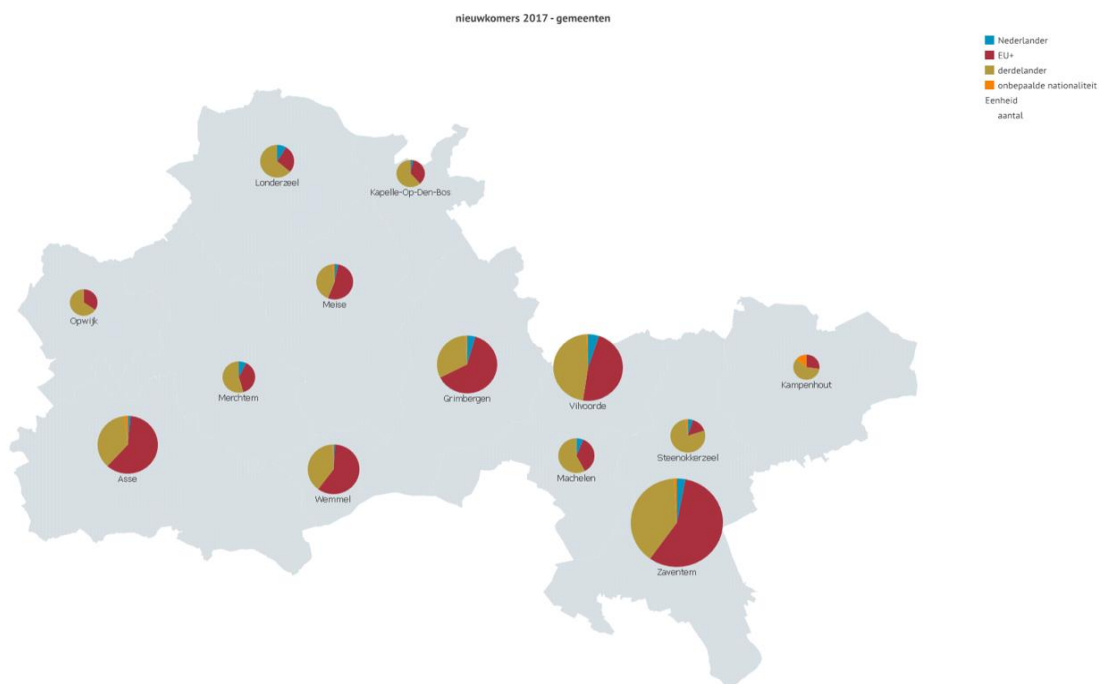 nieuwkomers 2017 - gemeenten
Nederlander
EU+
derdelander
onbepaalde nationaliteit
Eenheid
aantal
Londerzeel
Kapelle-Op-Den-Bos
Meise
Opwijk
Merchtem
Grimbergen
Vilvoorde
Kampenhout
Asse
Wemmel
Machelen
Steenokkerzeel
Zaventem